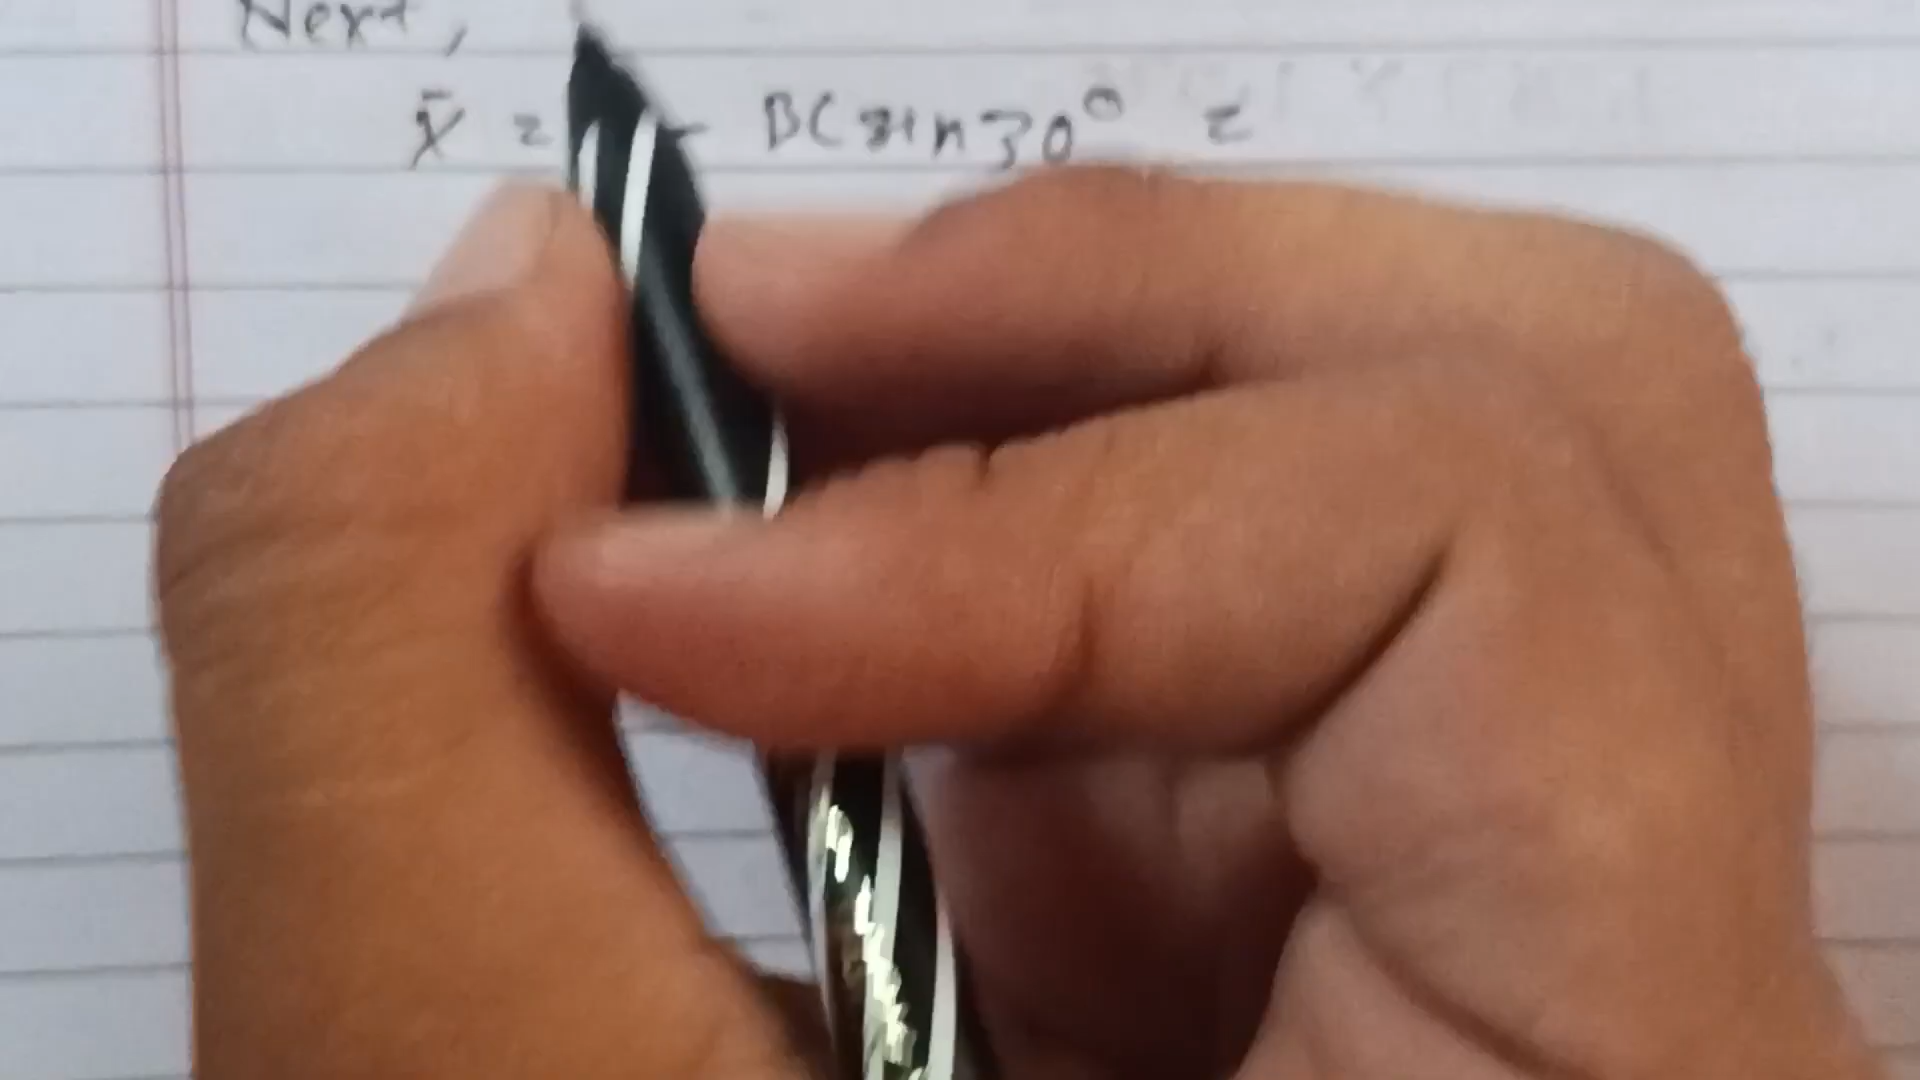 Next,
x̄ = - BC sin 30° =